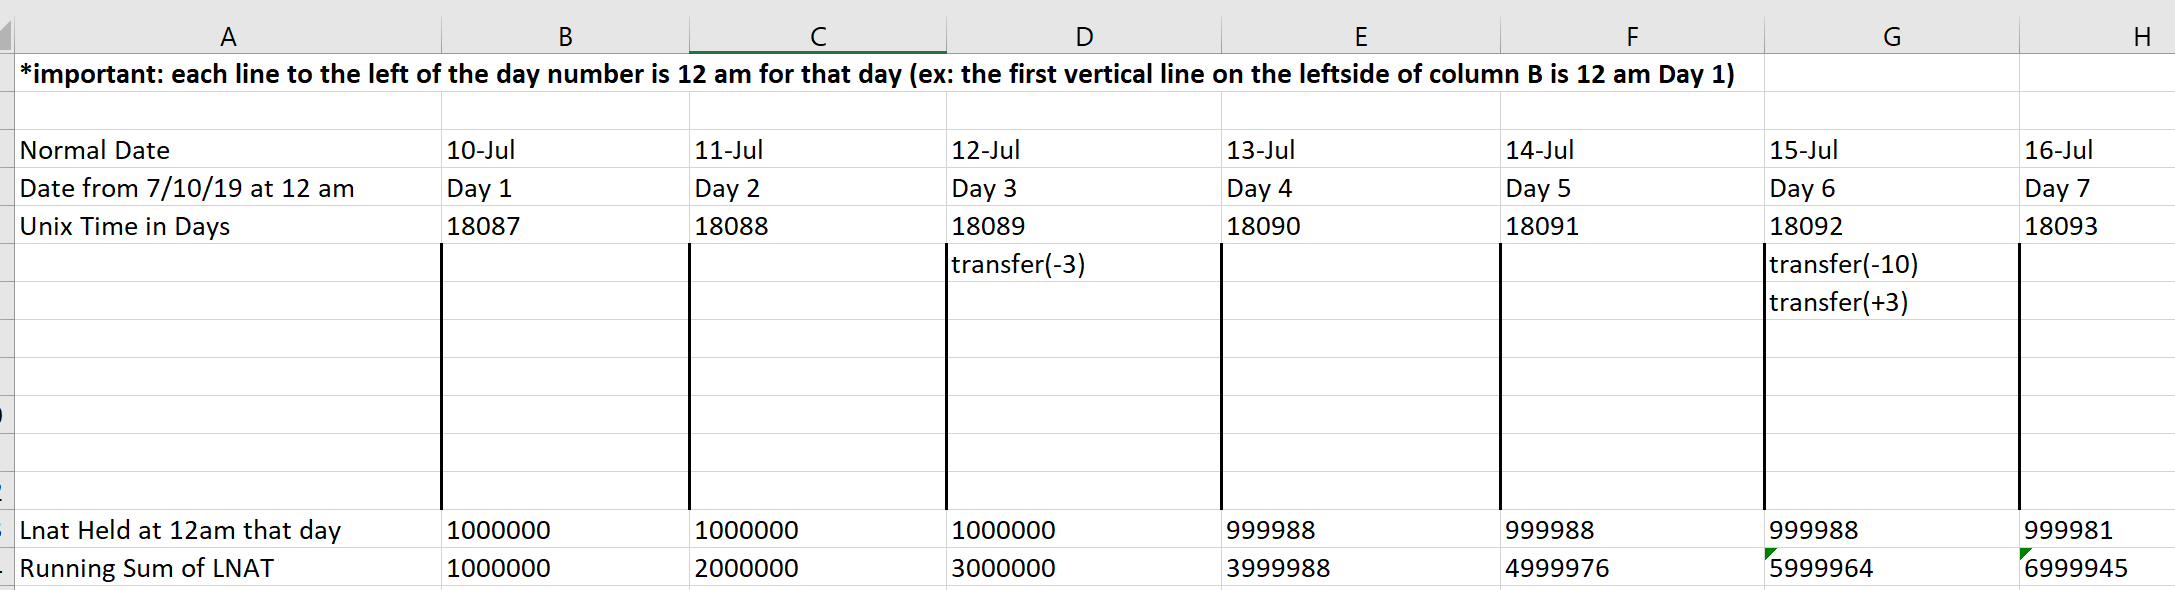 A B C D E F G H
*important: each line to the left of the day number is 12 am for that day (ex: the first vertical line on the leftside of column B is 12 am Day 1)
Normal Date 10-Jul 11-Jul 12-Jul 13-Jul 14-Jul 15-Jul 16-Jul
Date from 7/10/19 at 12 am Day 1 Day 2 Day 3 Day 4 Day 5 Day 6 Day 7
Unix Time in Days 18087 18088 18089 18090 18091 18092 18093
transfer(-3) transfer(-10)
transfer(+3)
Lnat Held at 12am that day 1000000 1000000 1000000 999988 999988 999988 999981
Running Sum of LNAT 1000000 2000000 3000000 3999988 4999976 5999964 6999945